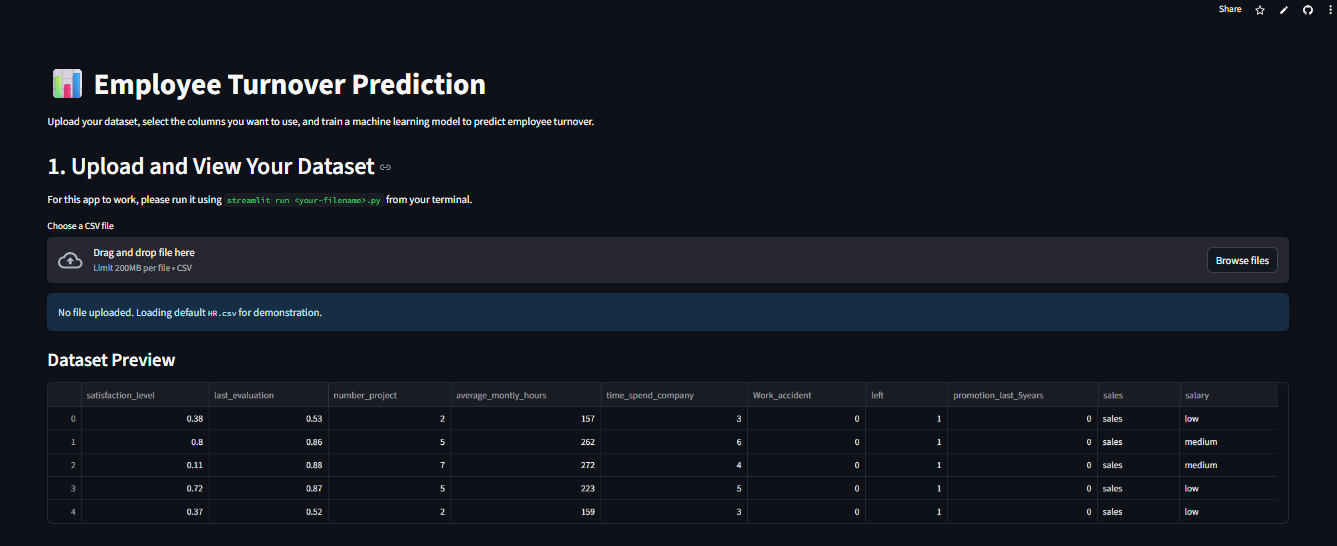 Share
Employee Turnover Prediction
Upload your dataset, select the columns you want to use, and train a machine learning model to predict employee turnover.
1. Upload and View Your Dataset
For this app to work, please run it using streamlit run <your-filename>.py from your terminal.
Choose a CSV file
Drag and drop file here
Limit 200MB per file • CSV
Browse files
No file uploaded. Loading default HR.csv for demonstration.
Dataset Preview
satisfaction_level last_evaluation number_project average_montly_hours time_spend_company Work_accident left promotion_last_5years sales salary
0 0.38 0.53 2 157 3 0 1 0 sales low
1 0.8 0.86 5 262 6 0 1 0 sales medium
2 0.11 0.88 7 272 4 0 1 0 sales medium
3 0.72 0.87 5 223 5 0 1 0 sales low
4 0.37 0.52 2 159 3 0 1 0 sales low